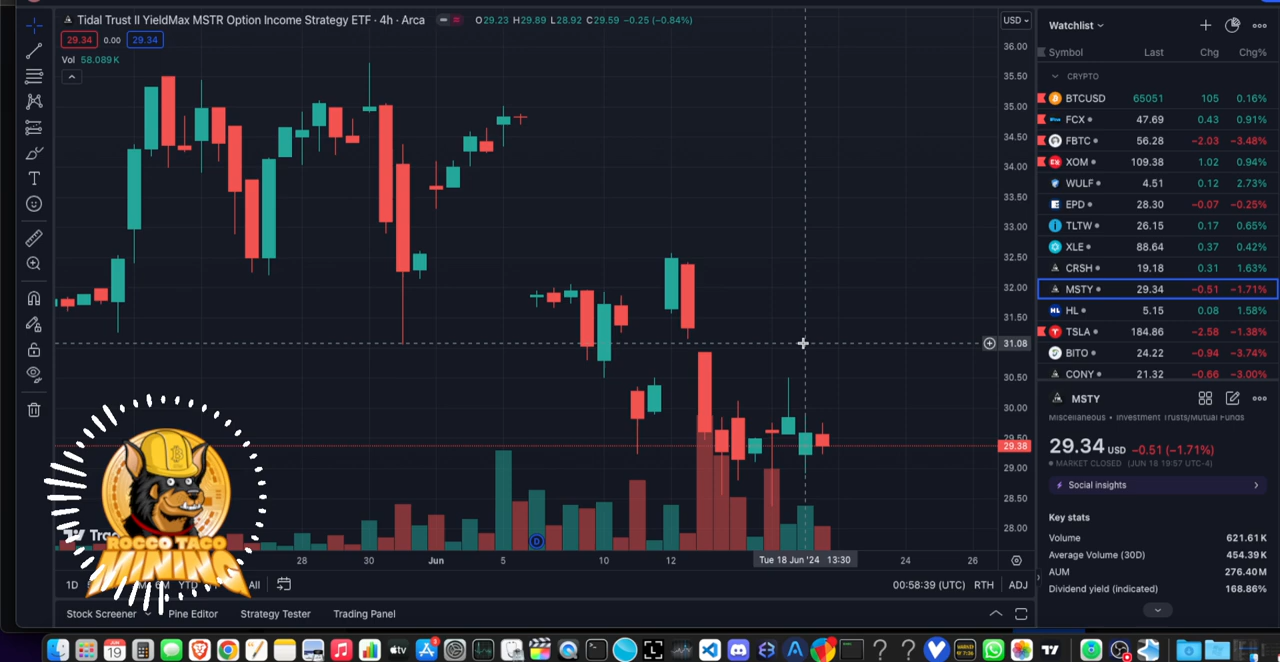 Tidal Trust II YieldMax MSTR Option Income Strategy ETF · 4h · Arca O29.23 H29.89 L28.92 C29.59 −0.25 (−0.84%)
29.34 0.00 29.34
Vol 58.089K
USD
36.00
35.50
35.00
34.50
34.00
33.50
33.00
32.50
32.00
31.50
31.08
30.50
30.00
29.50
29.38
29.00
28.50
28.00
28 30 Jun 5 10 12 Tue 18 Jun '24 13:30 24 26
D
1D YTD All 00:58:39 (UTC) RTH ADJ
Stock Screener Pine Editor Strategy Tester Trading Panel
ROCCO TACO
MINING
Watchlist
Symbol Last Chg Chg%
CRYPTO
BTCUSD 65051 105 0.16%
FCX 47.69 0.43 0.91%
FBTC 56.28 −2.03 −3.48%
XOM 109.38 1.02 0.94%
WULF 4.51 0.12 2.73%
EPD 28.30 −0.07 −0.25%
TLTW 26.15 0.17 0.65%
XLE 88.64 0.37 0.42%
CRSH 19.18 0.31 1.63%
MSTY 29.34 −0.51 −1.71%
HL 5.15 0.08 1.58%
TSLA 184.86 −2.58 −1.38%
BITO 24.22 −0.94 −3.74%
CONY 21.32 −0.66 −3.00%
MSTY
Miscellaneous • Investment Trusts/Mutual Funds
29.34 USD −0.51 (−1.71%)
MARKET CLOSED (JUN 18 19:57 UTC-4)
Social insights
Key stats
Volume 621.61K
Average Volume (30D) 454.39K
AUM 276.40M
Dividend yield (indicated) 168.86%
JUN
19
tv
3